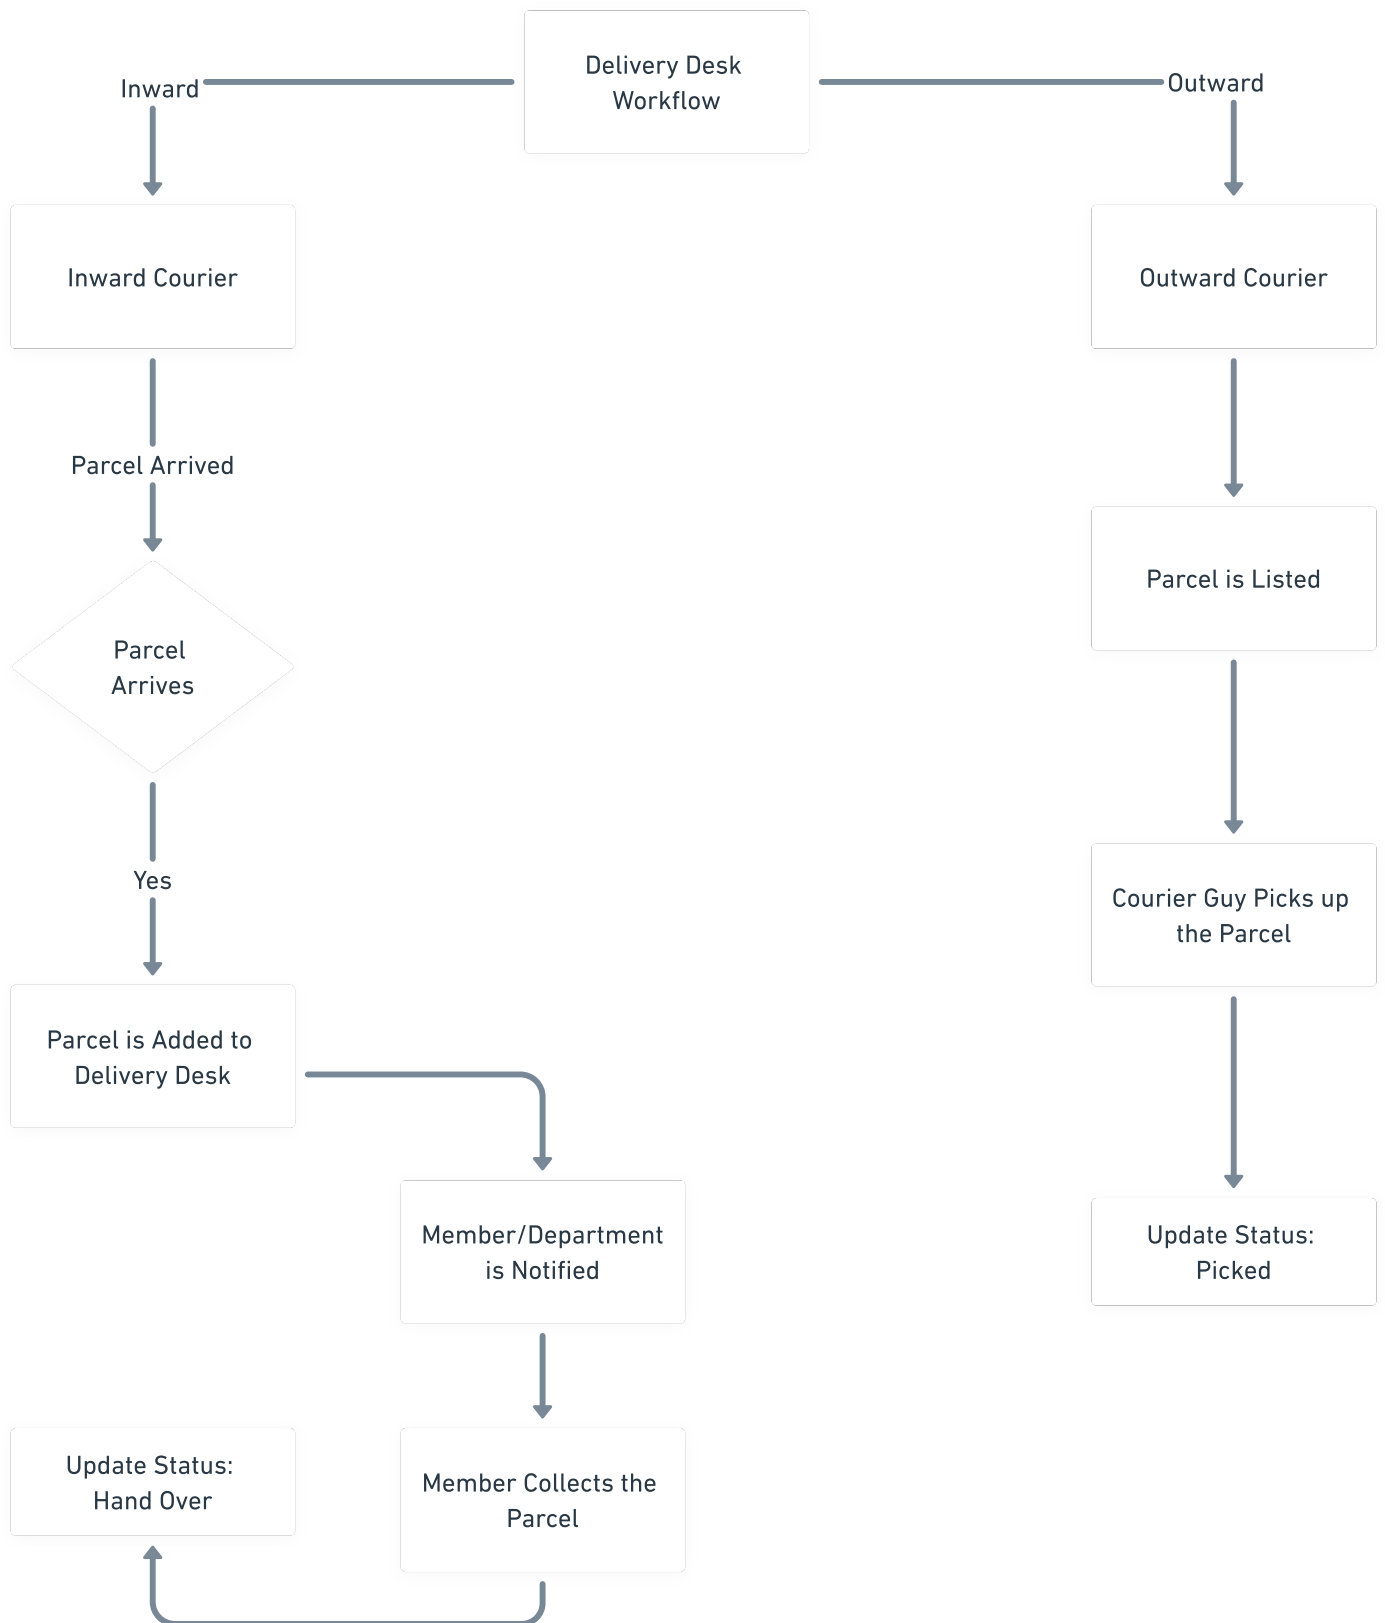 Delivery Desk
Workflow
Inward
Outward
Inward Courier
Outward Courier
Parcel Arrived
Parcel is Listed
Parcel
Arrives
Yes
Courier Guy Picks up
the Parcel
Parcel is Added to
Delivery Desk
Member/Department
is Notified
Update Status:
Picked
Update Status:
Hand Over
Member Collects the
Parcel